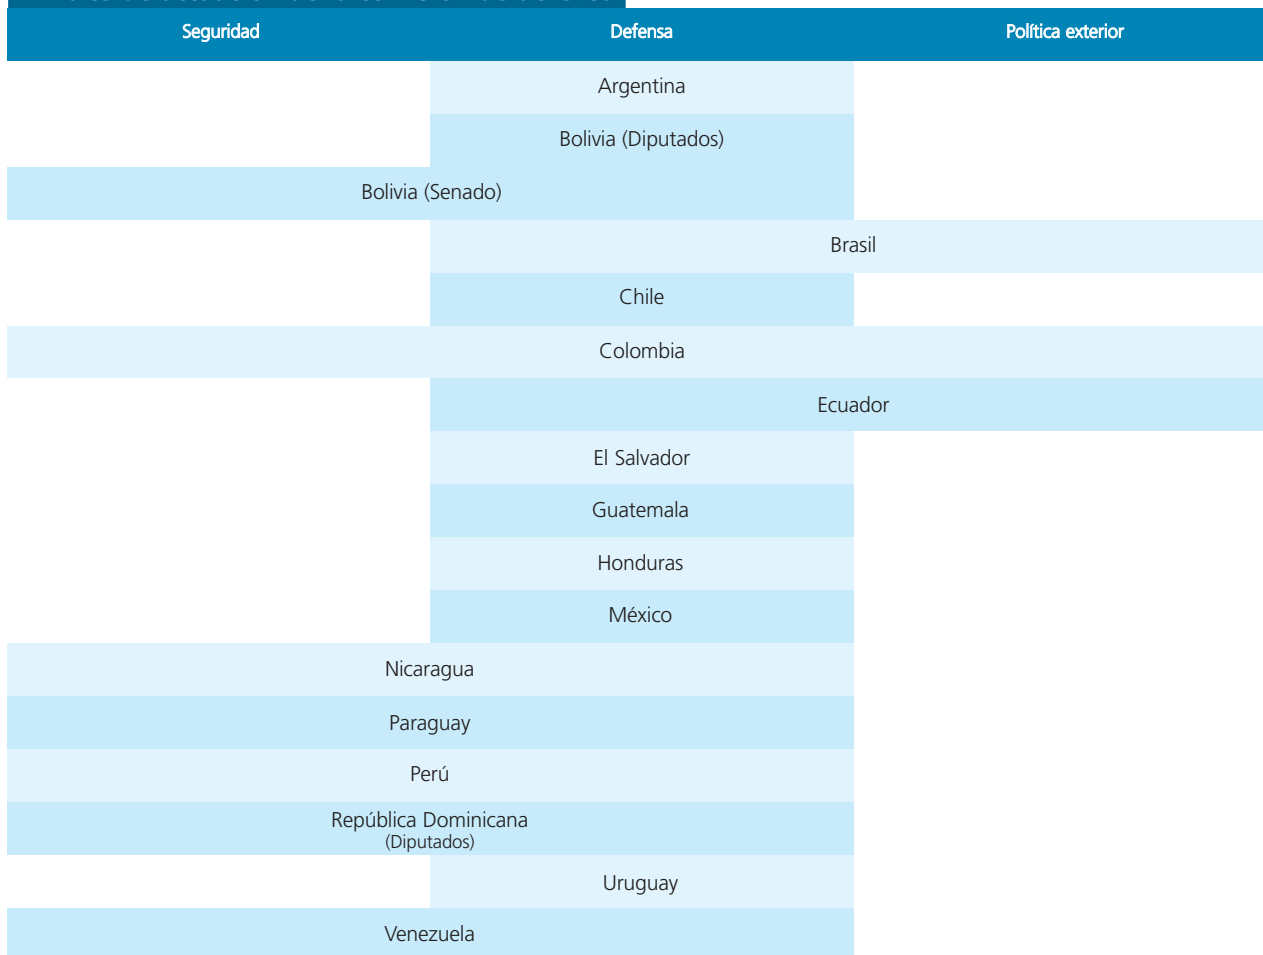 Seguridad Defensa Política exterior
Argentina
Bolivia (Diputados)
Bolivia (Senado)
Brasil
Chile
Colombia
Ecuador
El Salvador
Guatemala
Honduras
México
Nicaragua
Paraguay
Perú
República Dominicana
(Diputados)
Uruguay
Venezuela